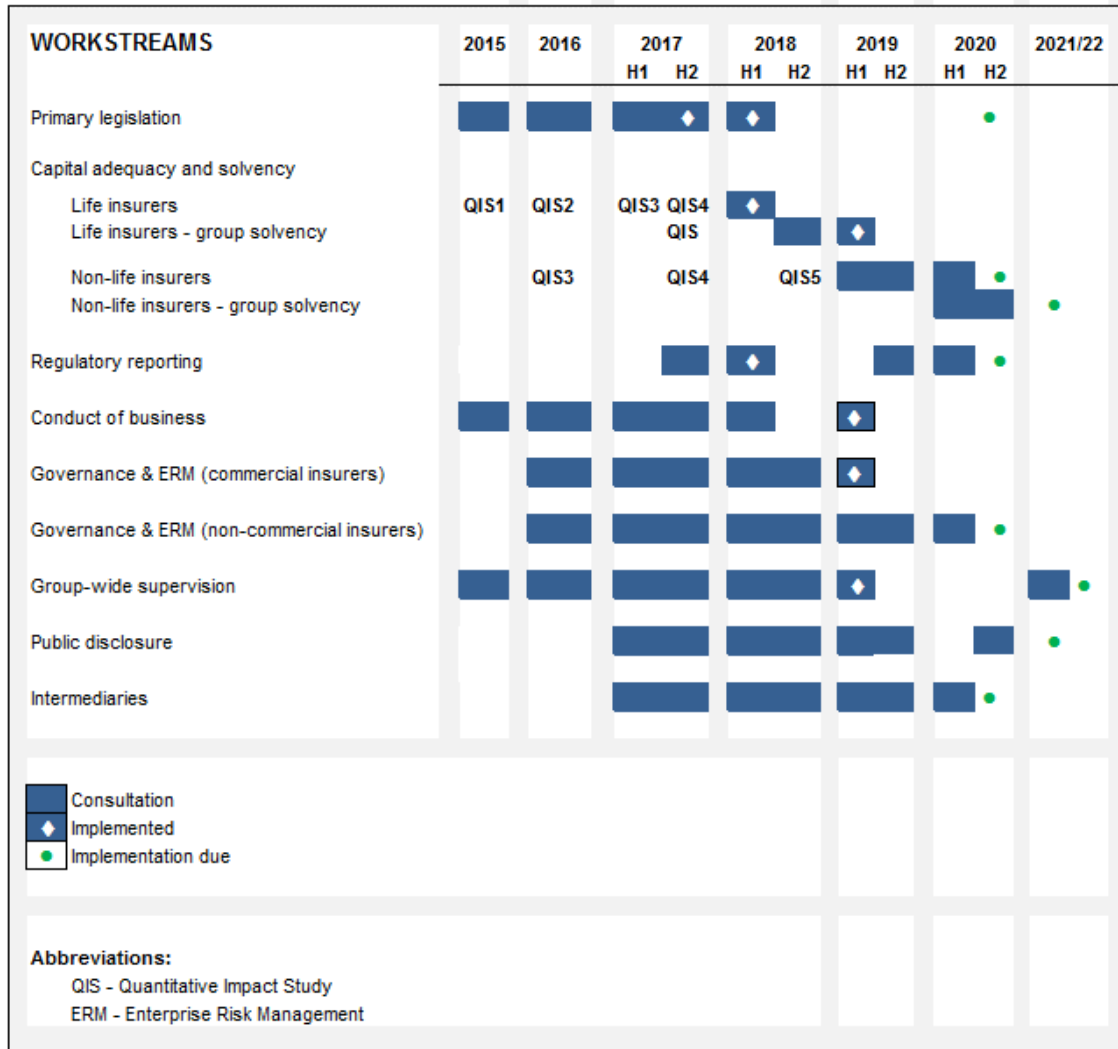 WORKSTREAMS 2015 2016 2017 2018 2019 2020 2021/22
H1 H2 H1 H2 H1 H2 H1 H2
Primary legislation
Capital adequacy and solvency
Life insurers QIS1 QIS2 QIS3 QIS4
Life insurers - group solvency QIS
Non-life insurers QIS3 QIS4 QIS5
Non-life insurers - group solvency
Regulatory reporting
Conduct of business
Governance & ERM (commercial insurers)
Governance & ERM (non-commercial insurers)
Group-wide supervision
Public disclosure
Intermediaries
Consultation
Implemented
Implementation due
Abbreviations:
QIS - Quantitative Impact Study
ERM - Enterprise Risk Management